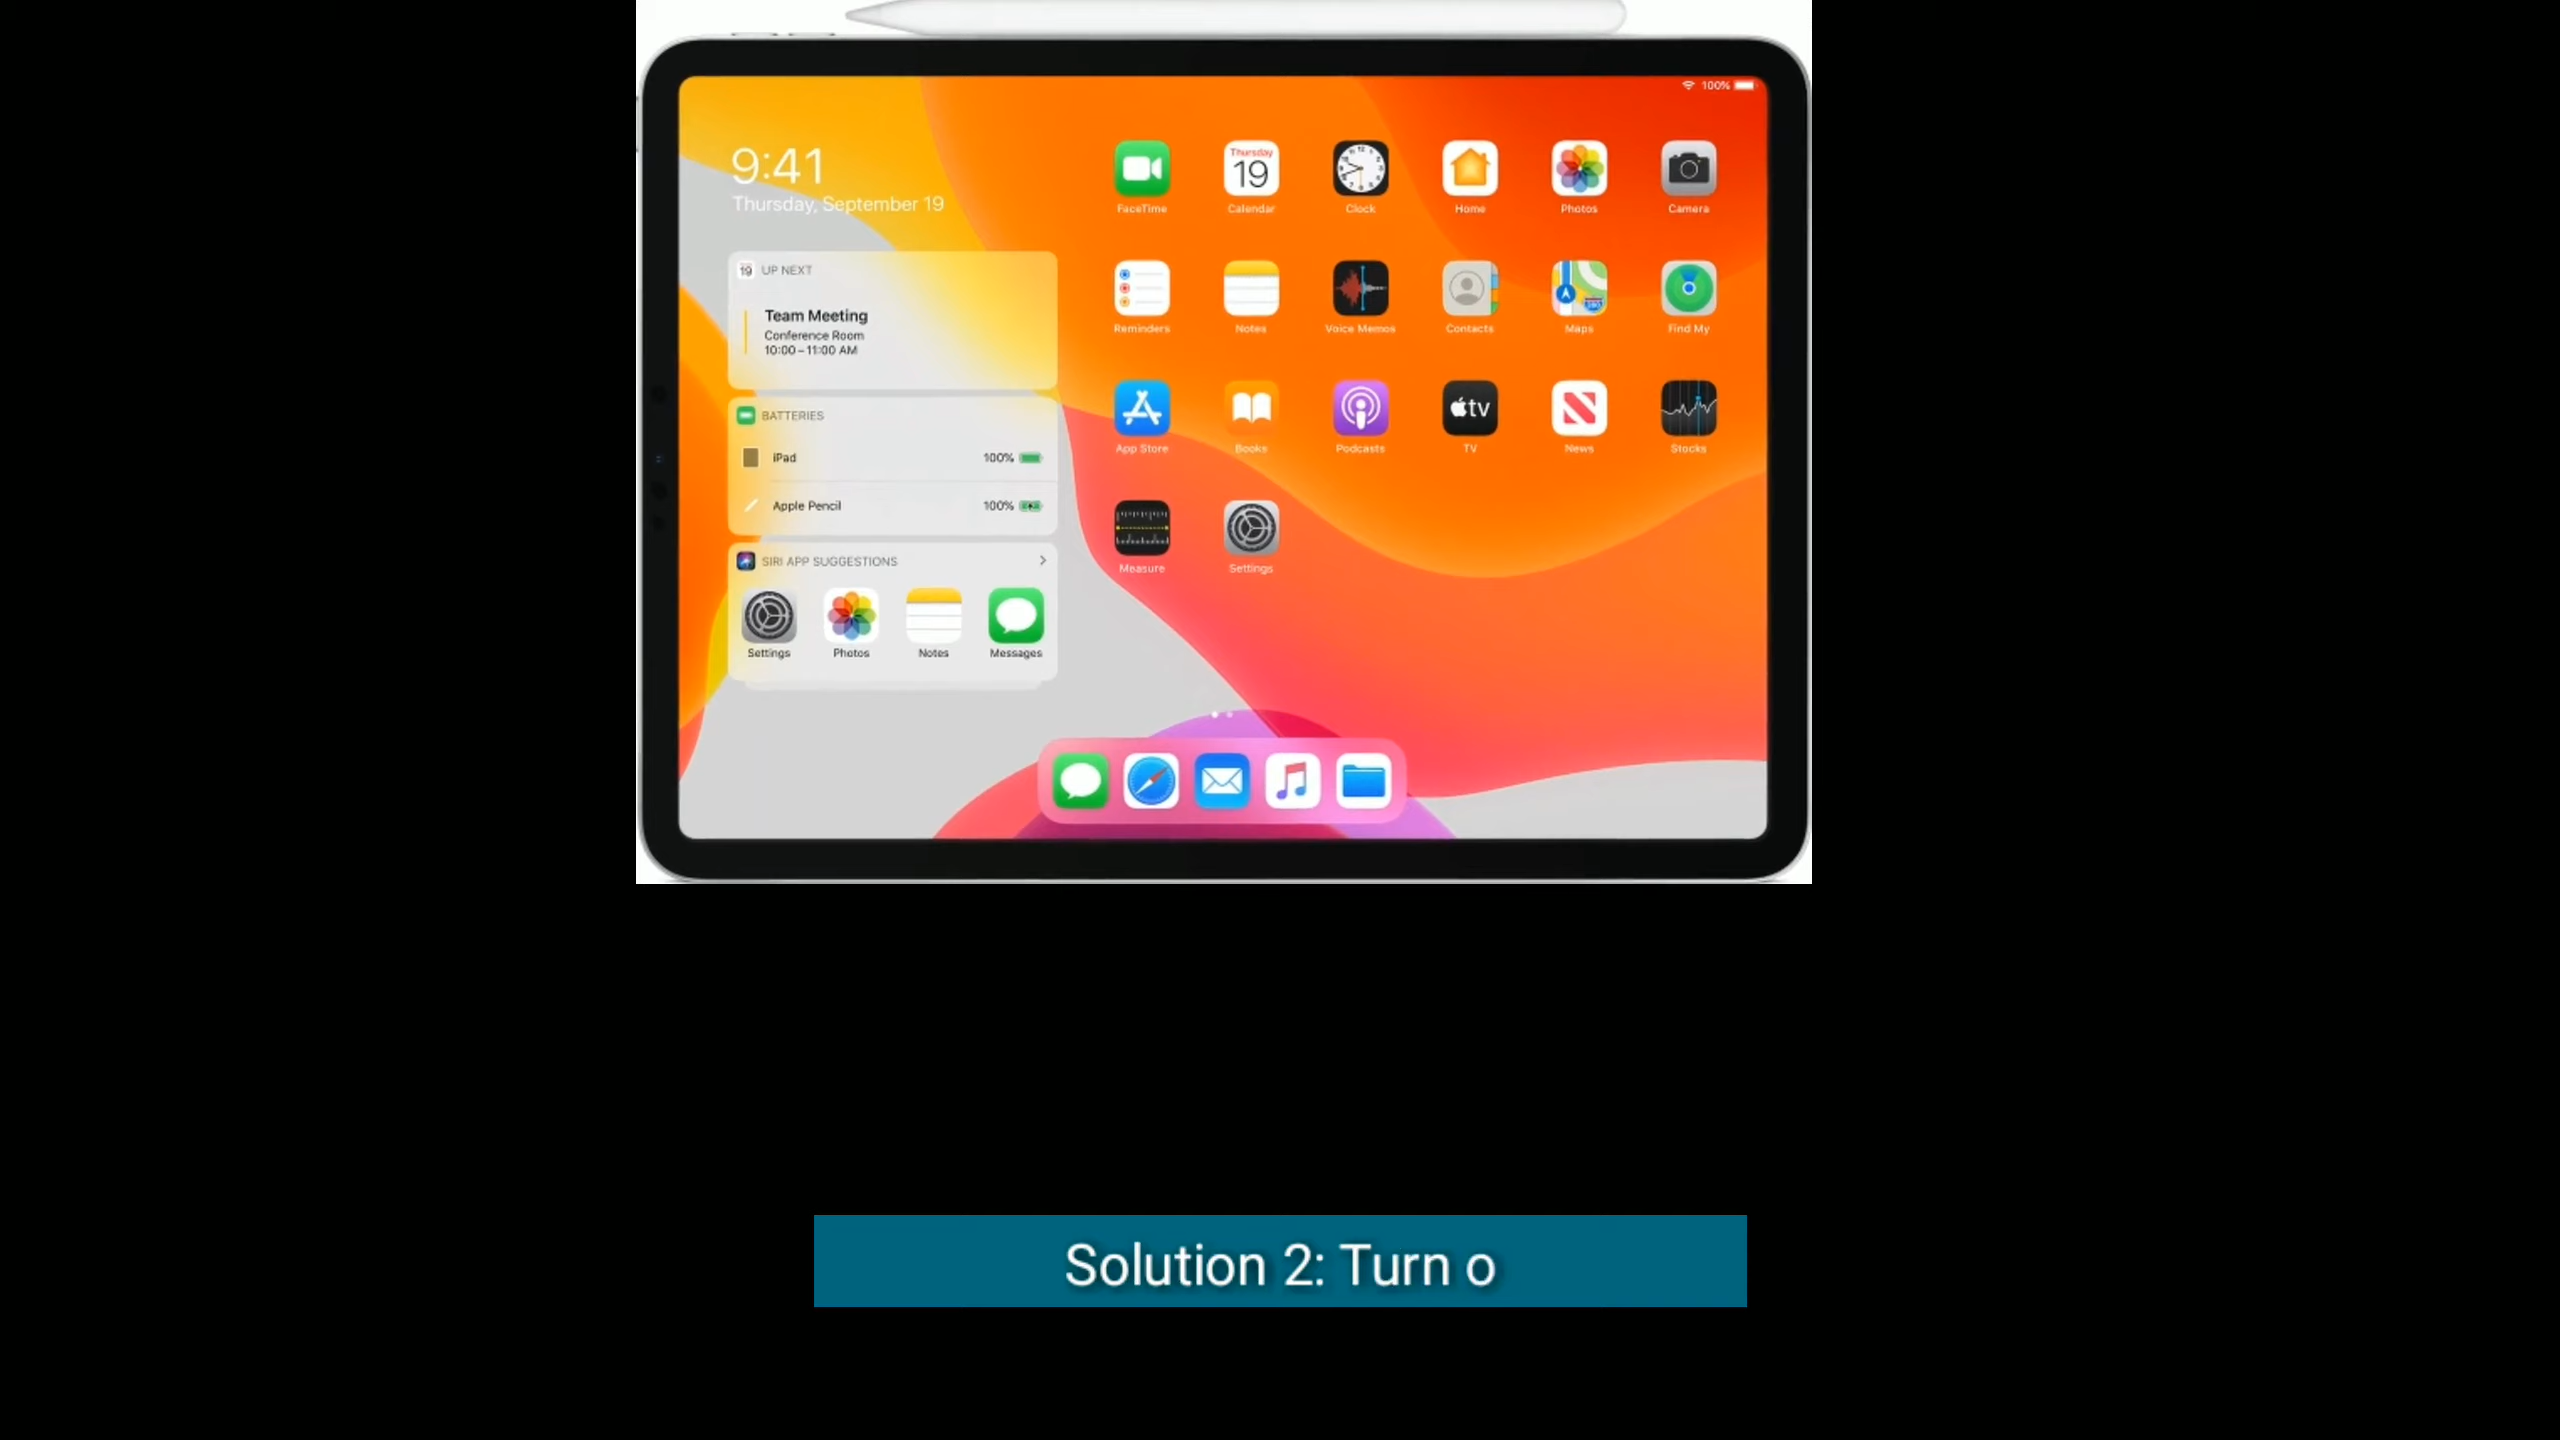 100%
9:41
Thursday, September 19
19 UP NEXT
Team Meeting
Conference Room
10:00 – 11:00 AM
BATTERIES
iPad 100%
Apple Pencil 100%
SIRI APP SUGGESTIONS
Settings Photos Notes Messages
Thursday
19
FaceTime Calendar Clock Home Photos Camera
Reminders Notes Voice Memos Contacts Maps Find My
tv
App Store Books Podcasts TV News Stocks
Measure Settings
Solution 2: Turn o